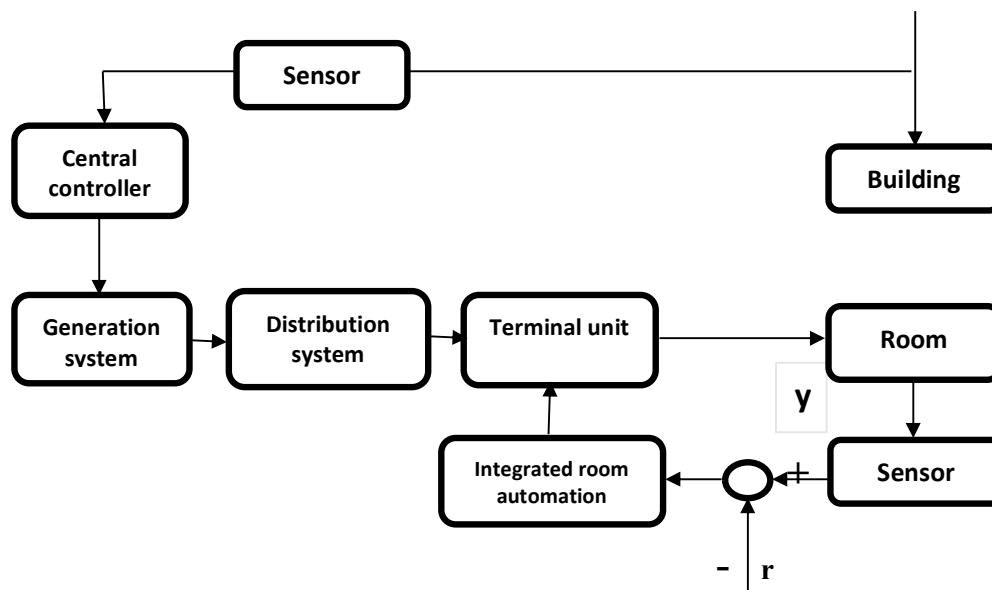 Sensor
Central
controller
Building
Generation
system
Distribution
system
Terminal unit
Room
y
Integrated room
automation
+
Sensor
- r